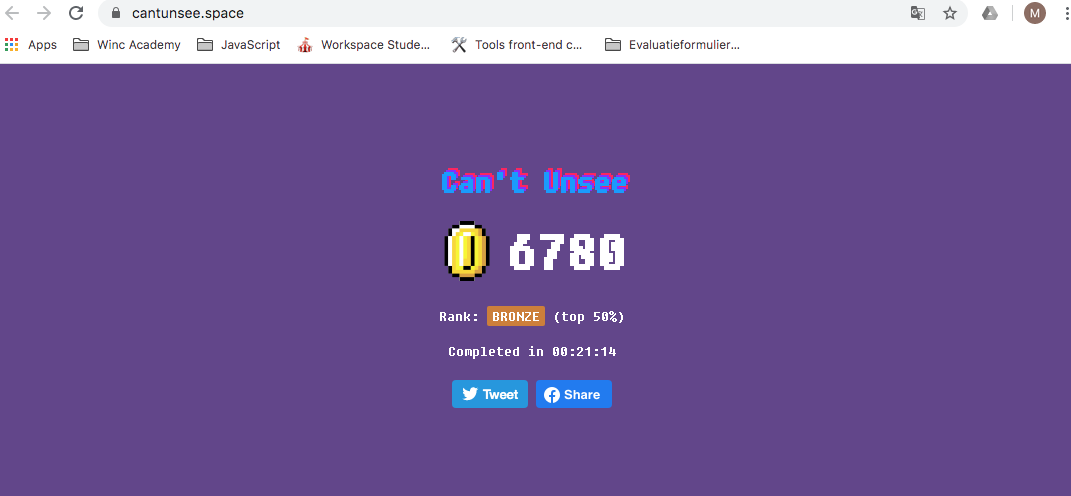 cantunsee.space
M
Apps Winc Academy JavaScript Workspace Stude... Tools front-end c... Evaluatieformulier...
Can't Unsee
6780
Rank: BRONZE (top 50%)
Completed in 00:21:14
Tweet Share